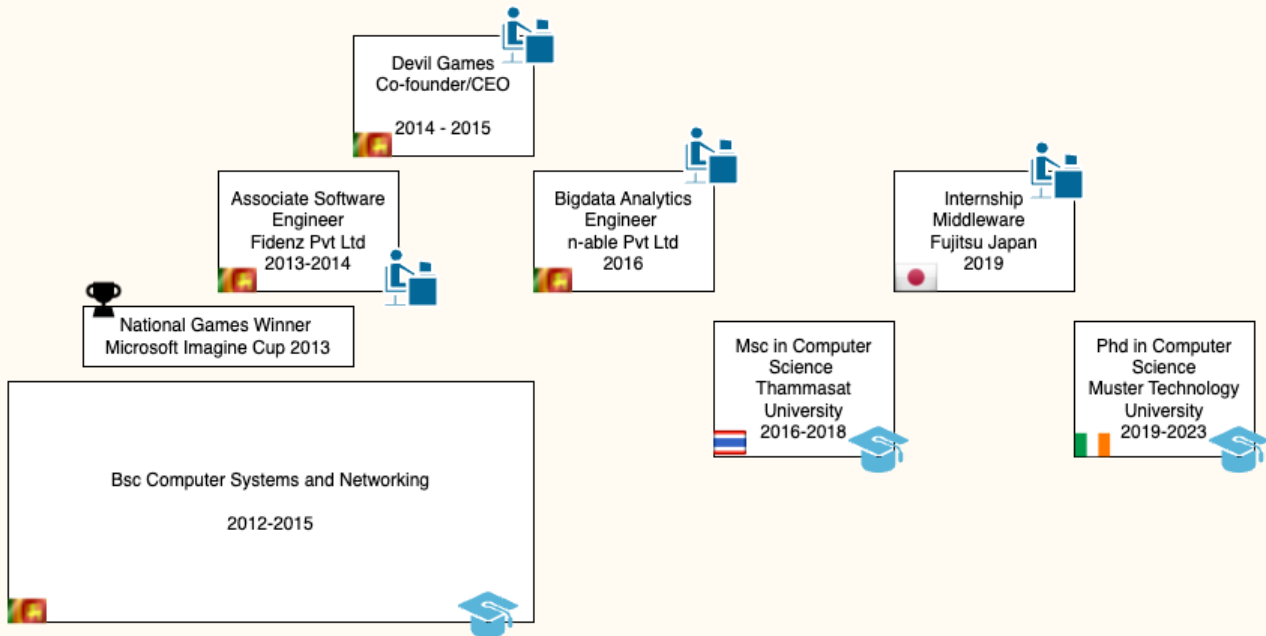 Devil Games
Co-founder/CEO
2014 - 2015
Associate Software
Engineer
Fidenz Pvt Ltd
2013-2014
Bigdata Analytics
Engineer
n-able Pvt Ltd
2016
Internship
Middleware
Fujitsu Japan
2019
National Games Winner
Microsoft Imagine Cup 2013
Msc in Computer
Science
Thammasat
University
2016-2018
Phd in Computer
Science
Muster Technology
University
2019-2023
Bsc Computer Systems and Networking
2012-2015